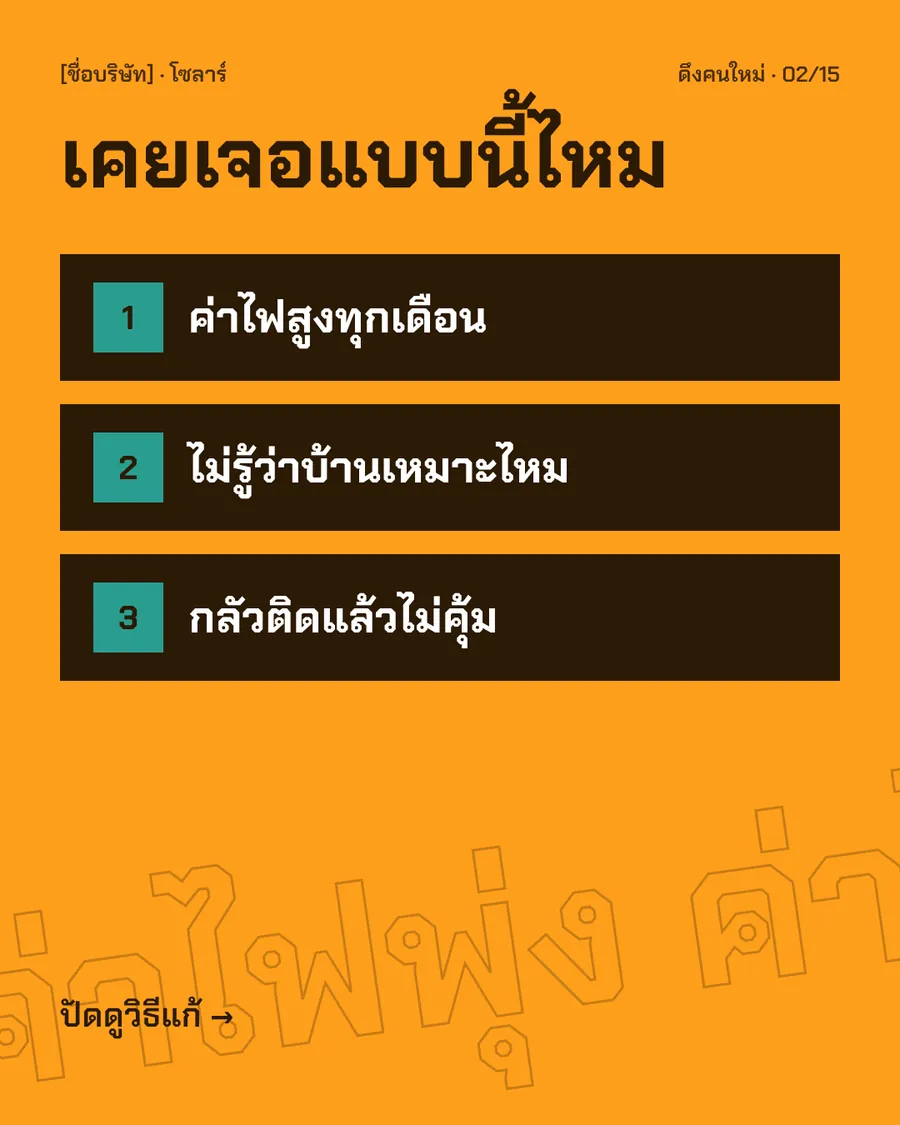 [ชื่อบริษัท] · โซลาร์
ดึงคนใหม่ · 02/15
เคยเจอแบบนี้ไหม
1 ค่าไฟสูงทุกเดือน
2 ไม่รู้ว่าบ้านเหมาะไหม
3 กลัวติดแล้วไม่คุ้ม
ค่าไฟพุ่ง ค่า
ปัดดูวิธีแก้ →